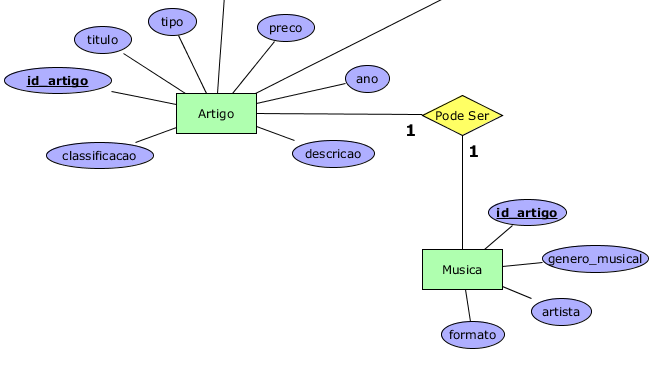 tipo
preco
titulo
id_artigo
ano
Artigo
Pode Ser
1
classificacao
descricao
1
id_artigo
genero_musical
Musica
artista
formato